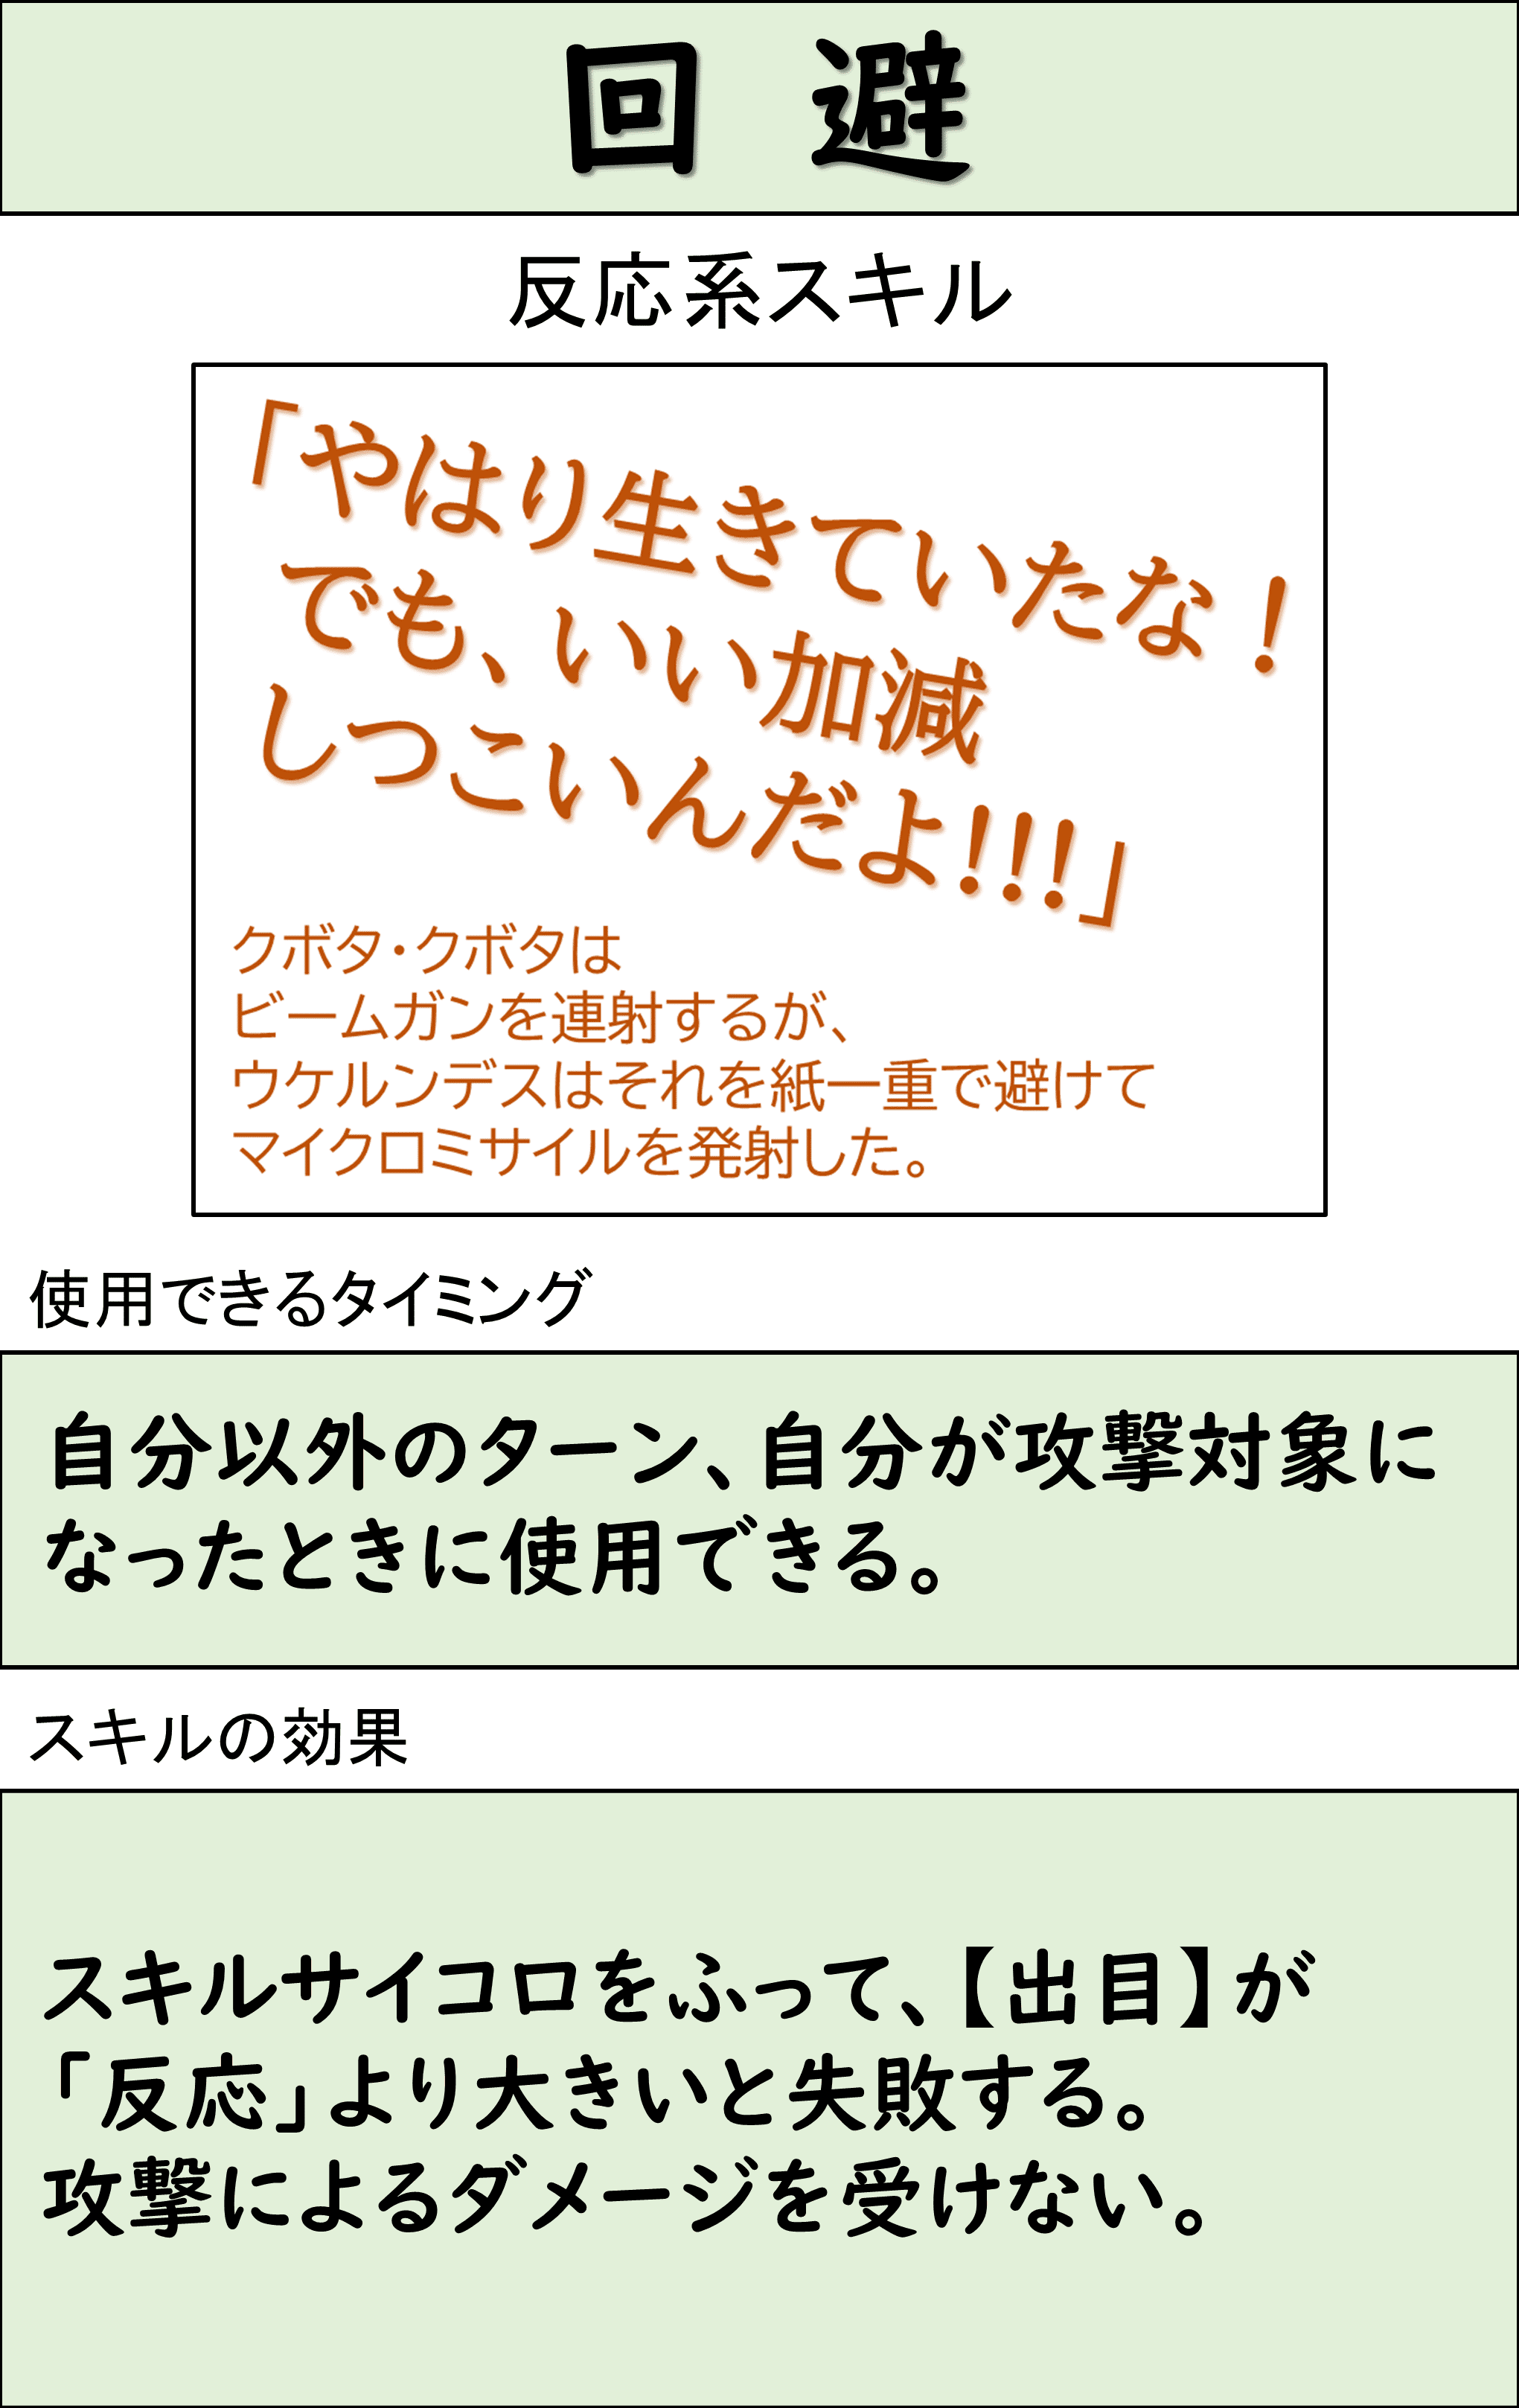 回避
反応系スキル
「やはり生きていたな！
でも、いい加減
しつこいんだよ!!!」
クボタ・クボタは
ビームガンを連射するが、
ウケルンデスはそれを紙一重で避けて
マイクロミサイルを発射した。
使用できるタイミング
自分以外のターン、自分が攻撃対象に
なったときに使用できる。
スキルの効果
スキルサイコロをふって、【出目】が
「反応」より大きいと失敗する。
攻撃によるダメージを受けない。